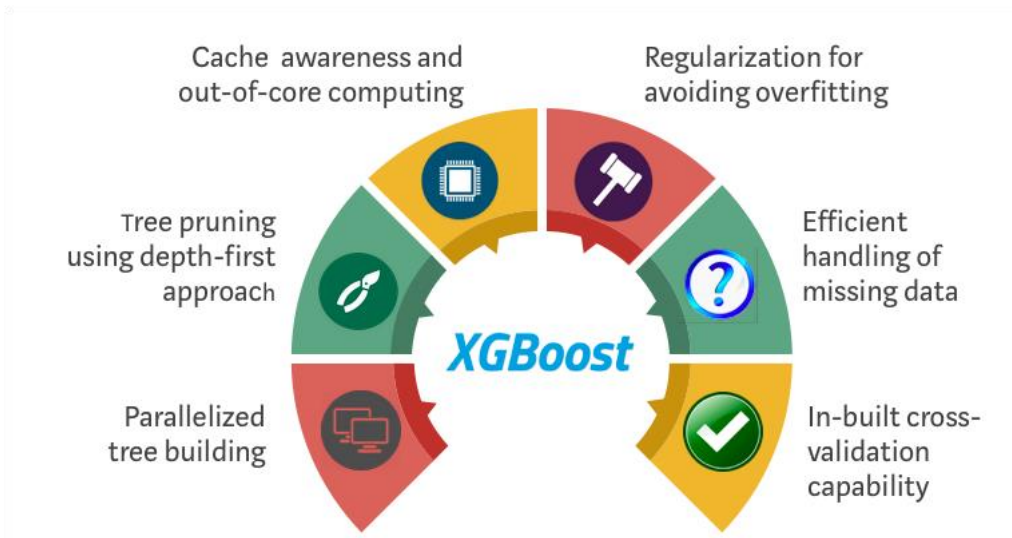 Cache awareness and
out-of-core computing
Regularization for
avoiding overfitting
Tree pruning
using depth-first
approach
Efficient
handling of
missing data
?
XGBoost
Parallelized
tree building
In-built cross-
validation
capability